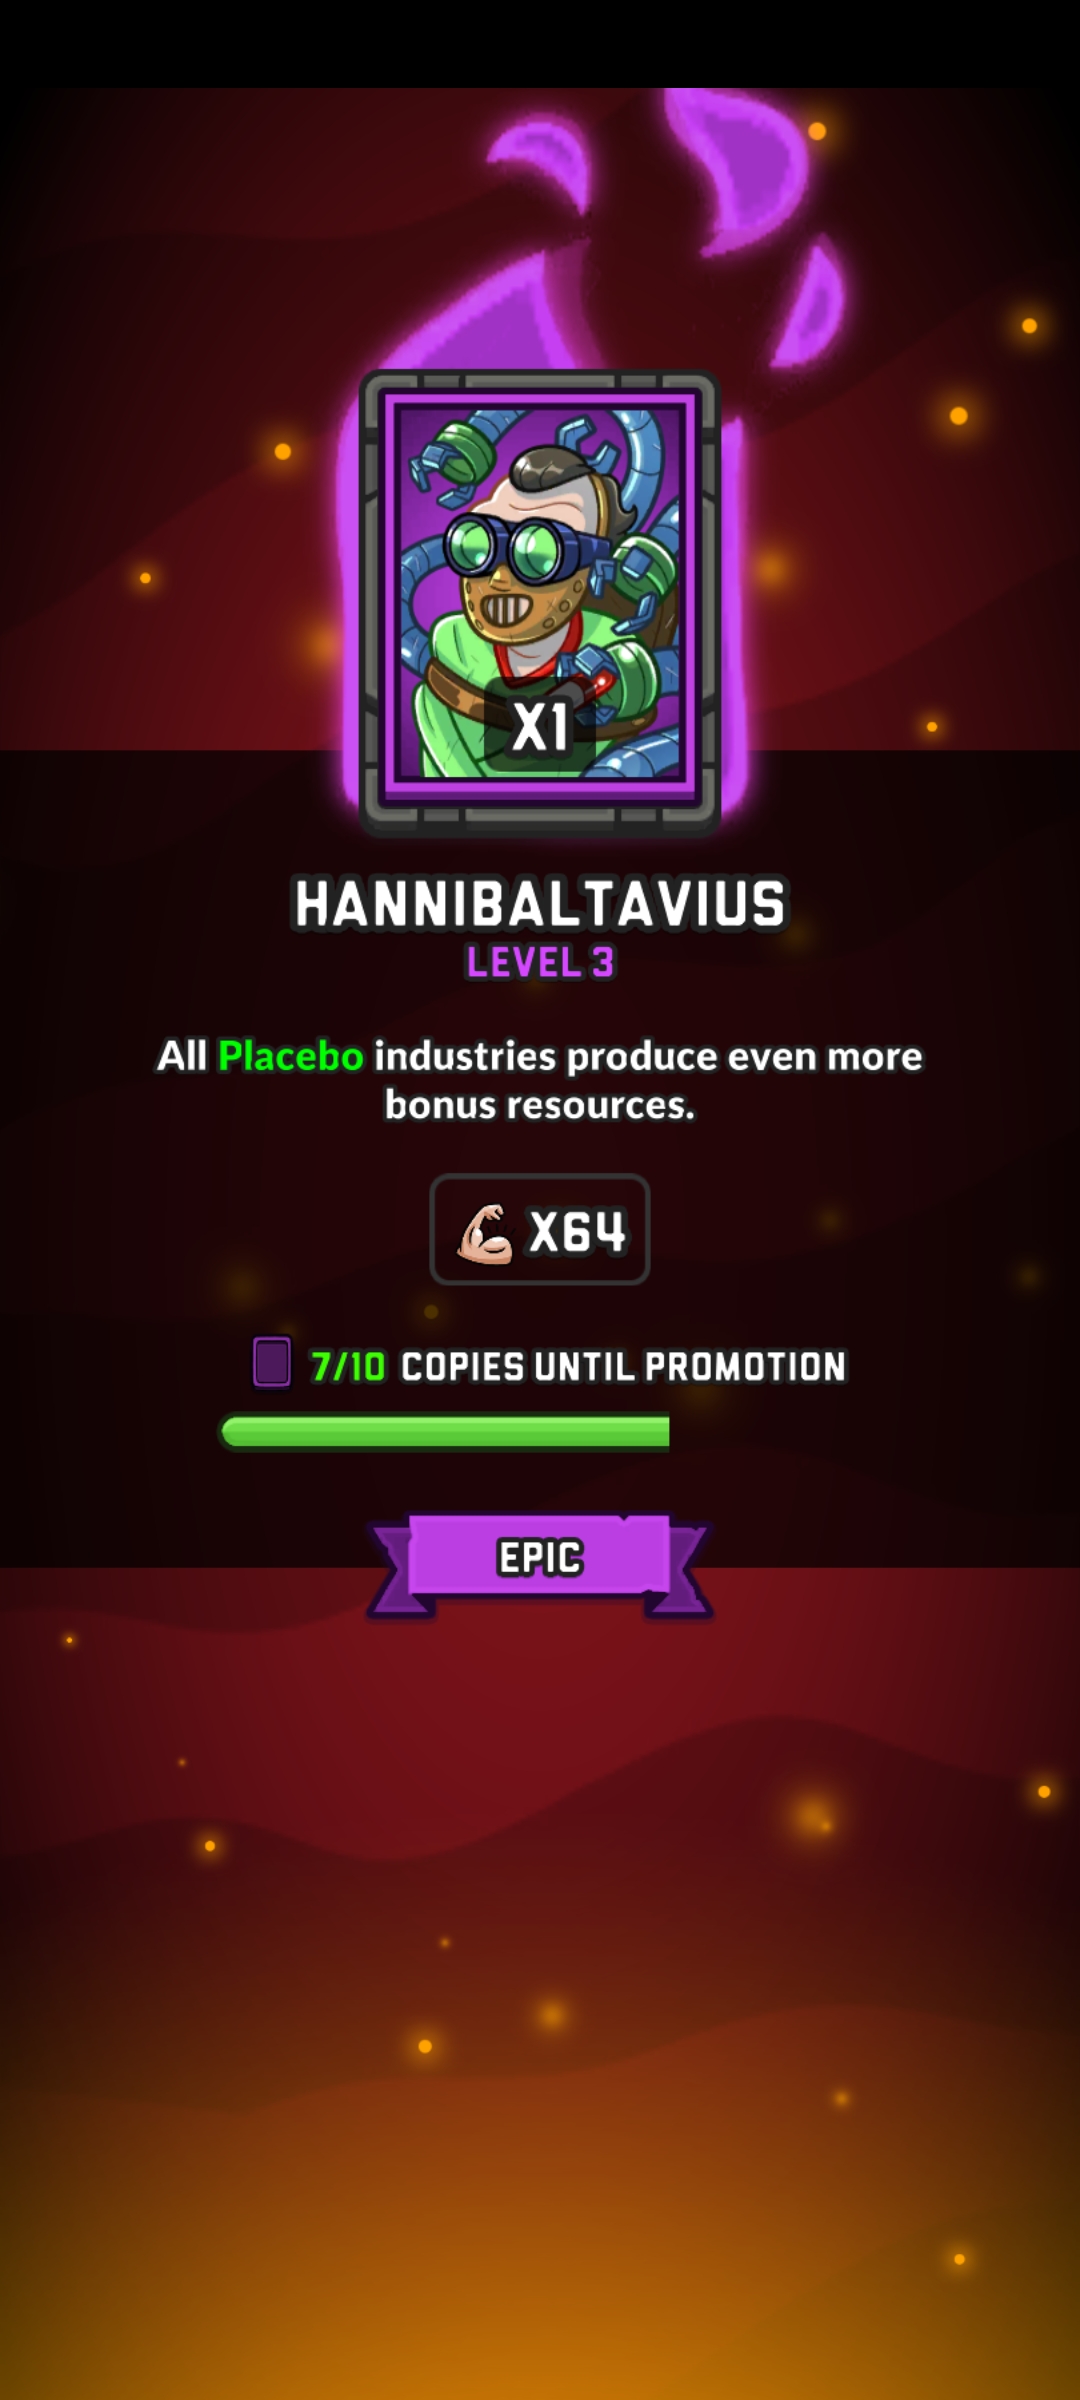 X1
HANNIBALTAVIUS
LEVEL 3
All Placebo industries produce even more
bonus resources.
X64
7/10 COPIES UNTIL PROMOTION
EPIC